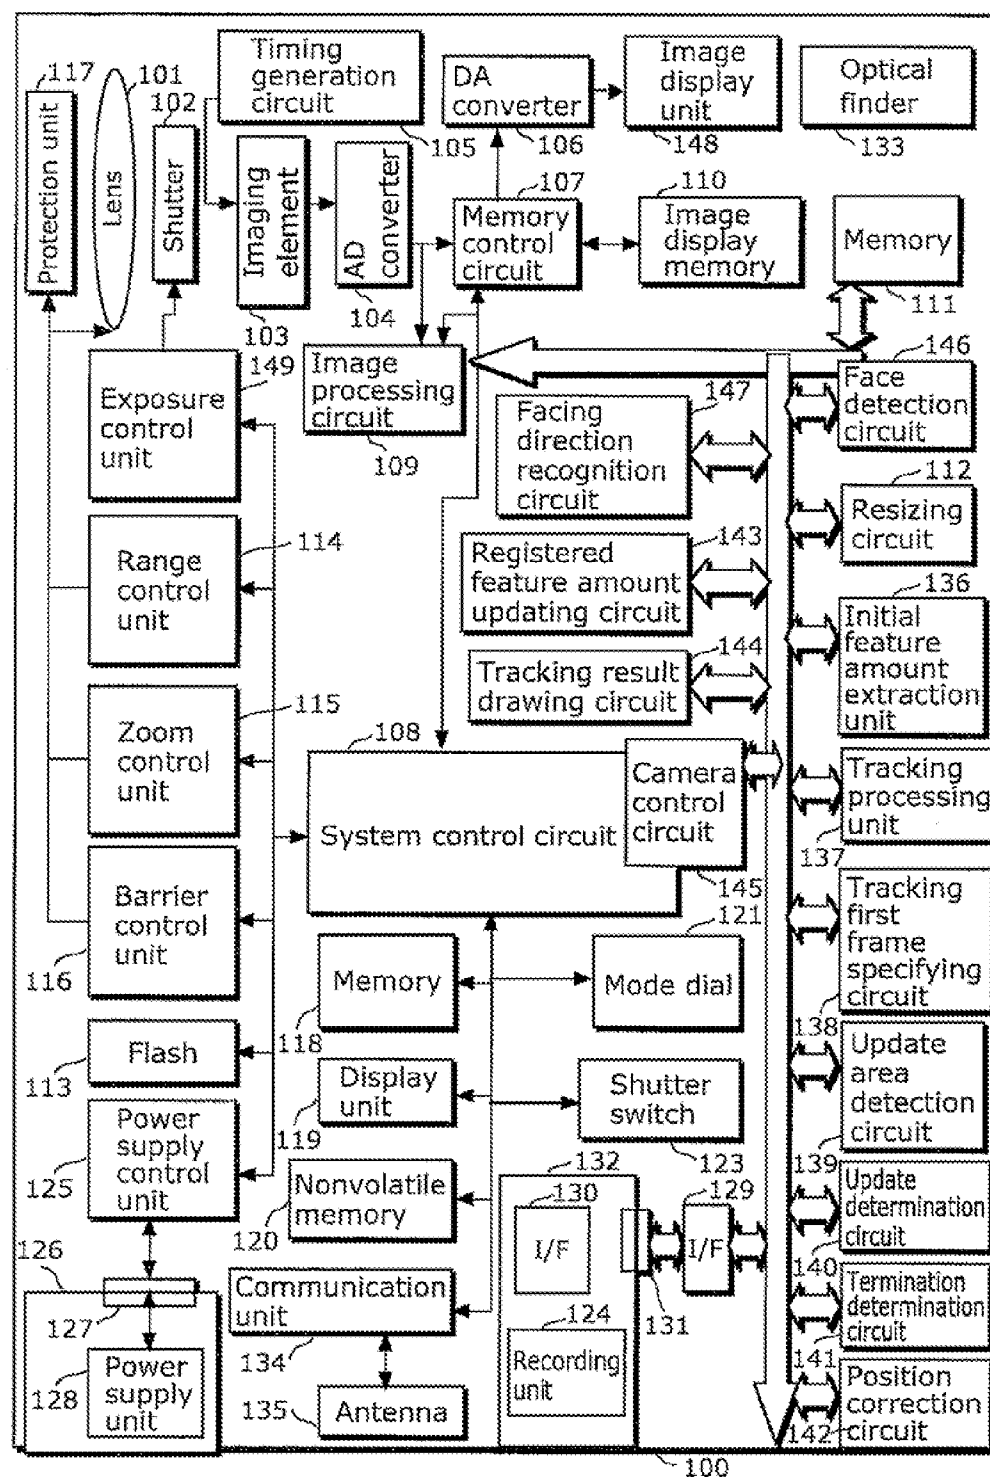 117
101
102
Protection unit
Lens
Shutter
Timing
generation
circuit
105
Imaging
element
103
AD
converter
104
DA
converter
106
Image
display
unit
148
Optical
finder
133
107
Memory
control
circuit
110
Image
display
memory
Memory
111
Image
processing
circuit
109
149
Exposure
control
unit
147
Facing
direction
recognition
circuit
146
Face
detection
circuit
112
Resizing
circuit
114
Range
control
unit
143
Registered
feature amount
updating circuit
136
Initial
feature
amount
extraction
unit
144
Tracking result
drawing circuit
115
Zoom
control
unit
108
System control circuit
Camera
control
circuit
145
Tracking
processing
unit
137
Barrier
control
unit
116
121
Mode dial
Memory
118
Tracking
first
frame
specifying
circuit
138
Flash
113
Display
unit
119
Shutter
switch
123
Update
area
detection
circuit
139
Power
supply
control
unit
125
Nonvolatile
memory
120
132
130
I/F
129
I/F
131
Update
determination
circuit
140
126
127
128
Power
supply
unit
Communication
unit
134
135
Antenna
124
Recording
unit
Termination
determination
circuit
141
Position
correction
circuit
142
100